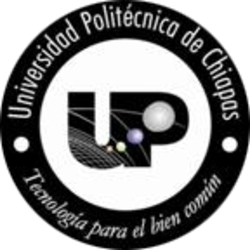 Universidad Politécnica de Chiapas
UP
Tecnología para el bien común